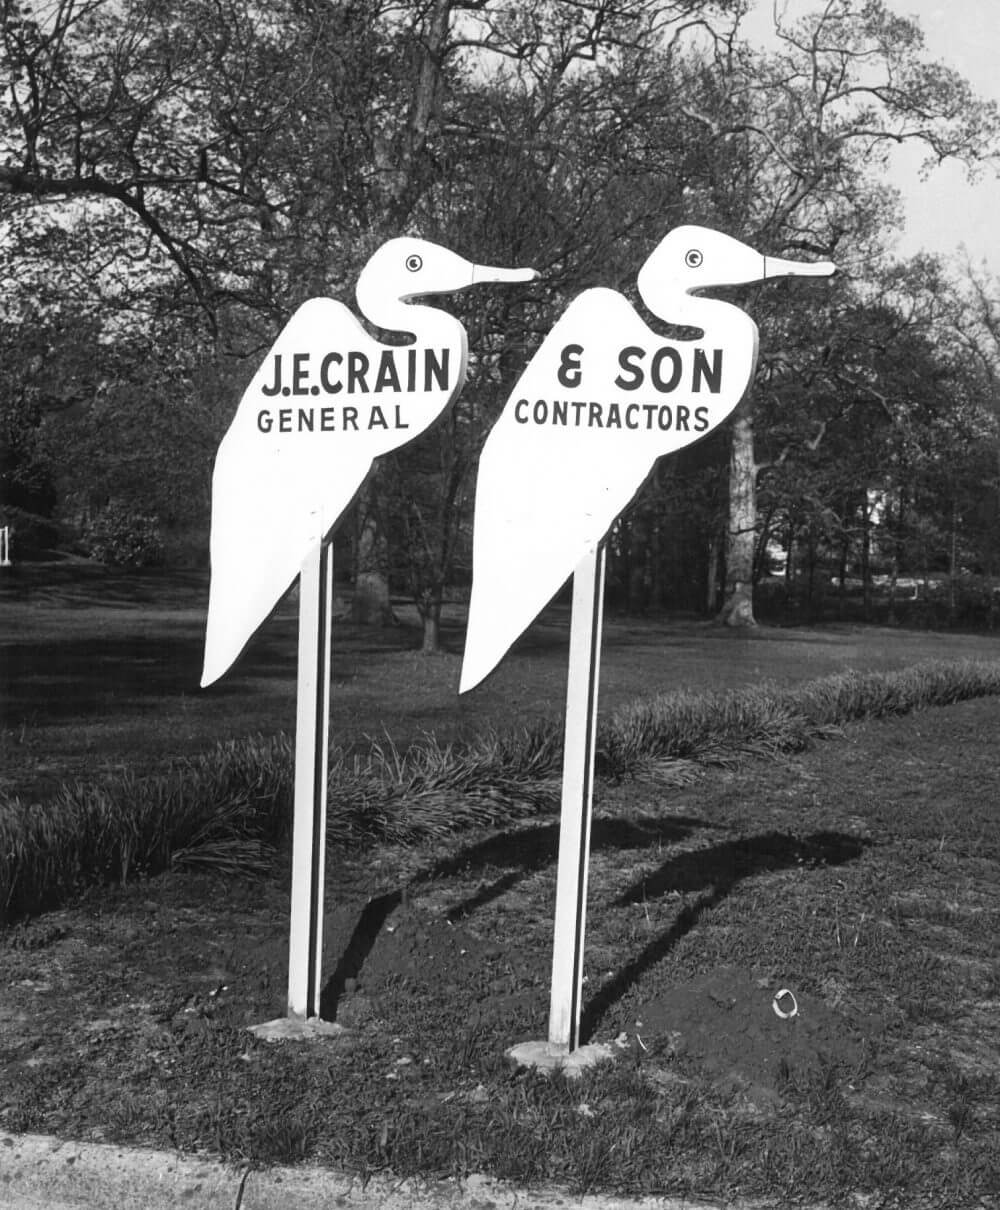 J.E.CRAIN
GENERAL
& SON
CONTRACTORS